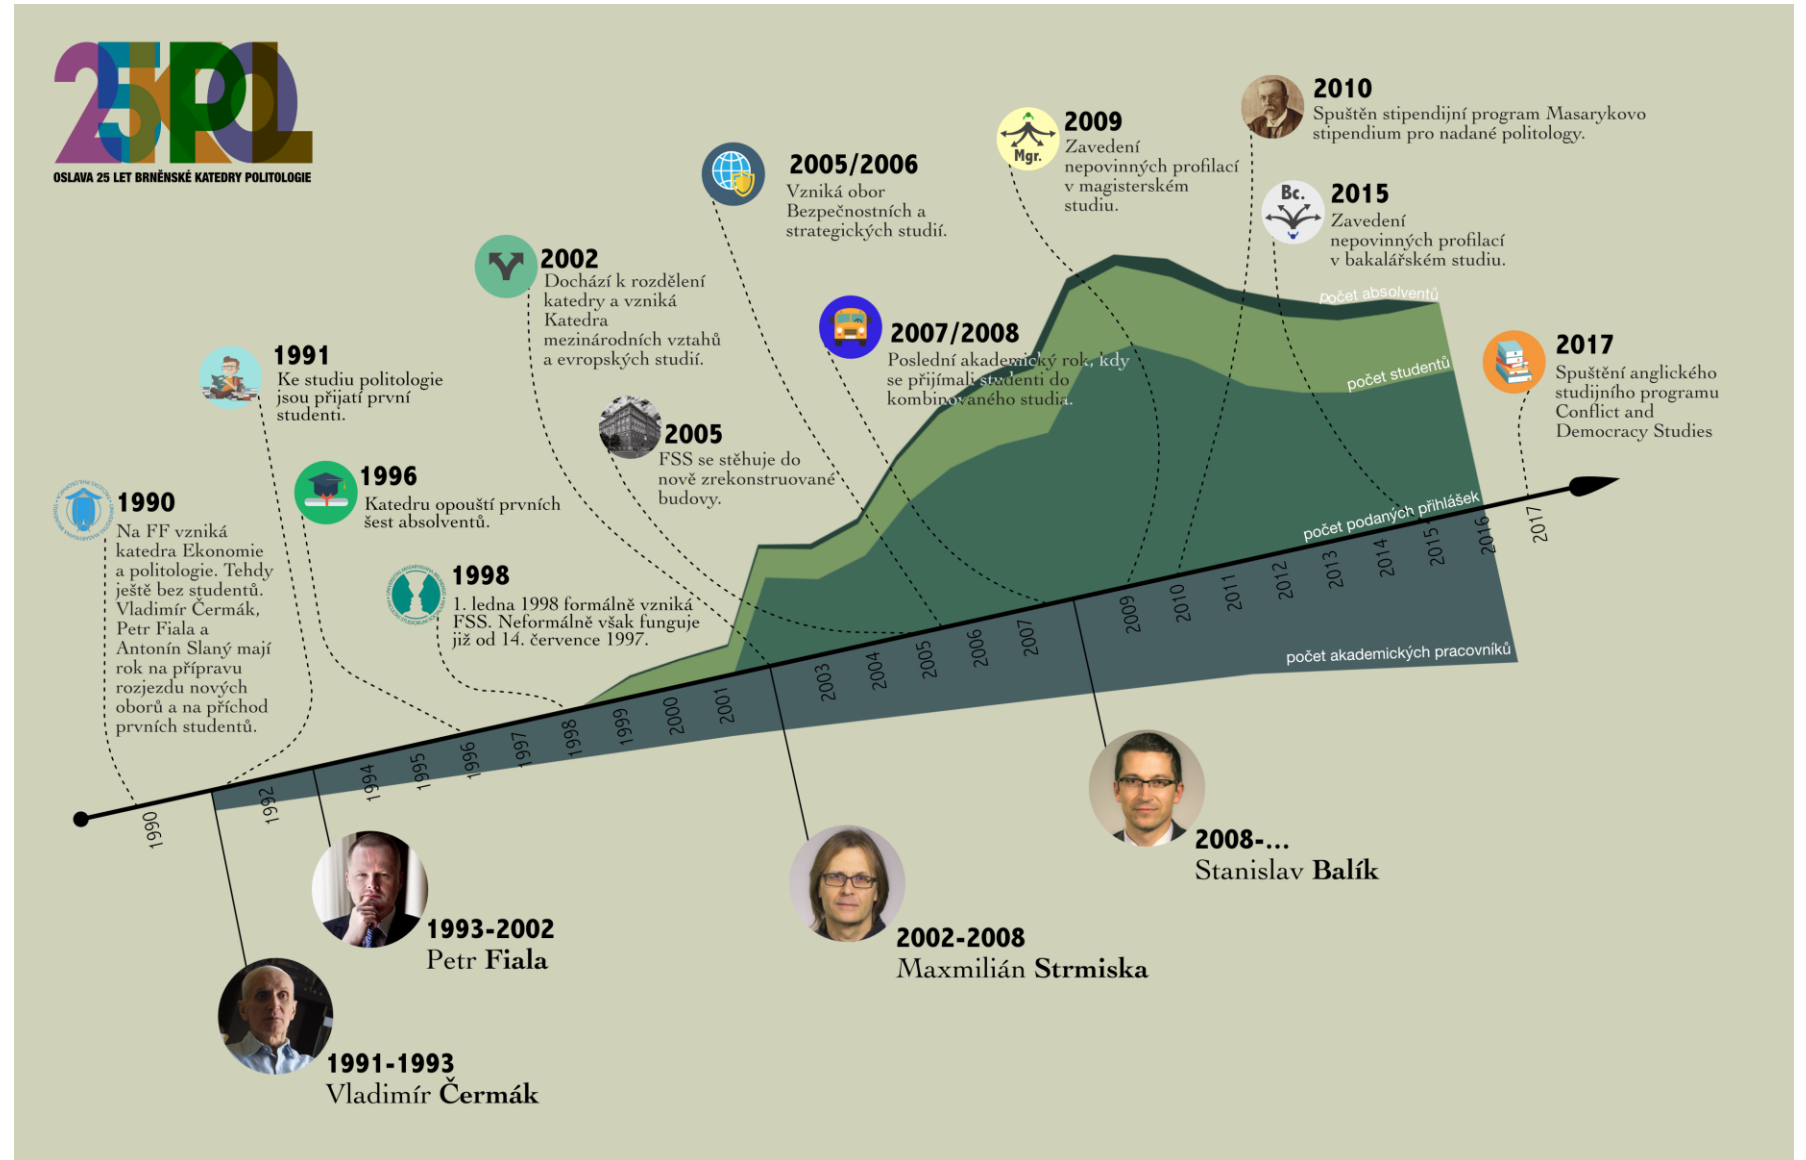 25KPOL
OSLAVA 25 LET BRNĚNSKÉ KATEDRY POLITOLOGIE
1990
Na FF vzniká
katedra Ekonomie
a politologie. Tehdy
ještě bez studentů.
Vladimír Čermák,
Petr Fiala a
Antonín Slaný mají
rok na přípravu
rozjezdu nových
oborů a na příchod
prvních studentů.
1991
Ke studiu politologie
jsou přijatí první
studenti.
1996
Katedru opouští prvních
šest absolventů.
1998
1. ledna 1998 formálně vzniká
FSS. Neformálně však funguje
již od 14. července 1997.
2002
Dochází k rozdělení
katedry a vzniká
Katedra
mezinárodních vztahů
a evropských studií.
2005
FSS se stěhuje do
nově zrekonstruované
budovy.
2005/2006
Vzniká obor
Bezpečnostních a
strategických studií.
2007/2008
Poslední akademický rok, kdy
se přijímali studenti do
kombinovaného studia.
Mgr.
2009
Zavedení
nepovinných profilací
v magisterském
studiu.
2010
Spuštěn stipendijní program Masarykovo
stipendium pro nadané politology.
Bc.
2015
Zavedení
nepovinných profilací
v bakalářském studiu.
2017
Spuštění anglického
studijního programu
Conflict and
Democracy Studies
počet absolventů
počet studentů
počet podaných přihlášek
počet akademických pracovníků
1990
1992
1994
1995
1996
1997
1998
1999
2000
2001
2003
2004
2005
2006
2007
2009
2010
2011
2012
2013
2014
2015
2016
2017
1991-1993
Vladimír Čermák
1993-2002
Petr Fiala
2002-2008
Maxmilián Strmiska
2008-...
Stanislav Balík